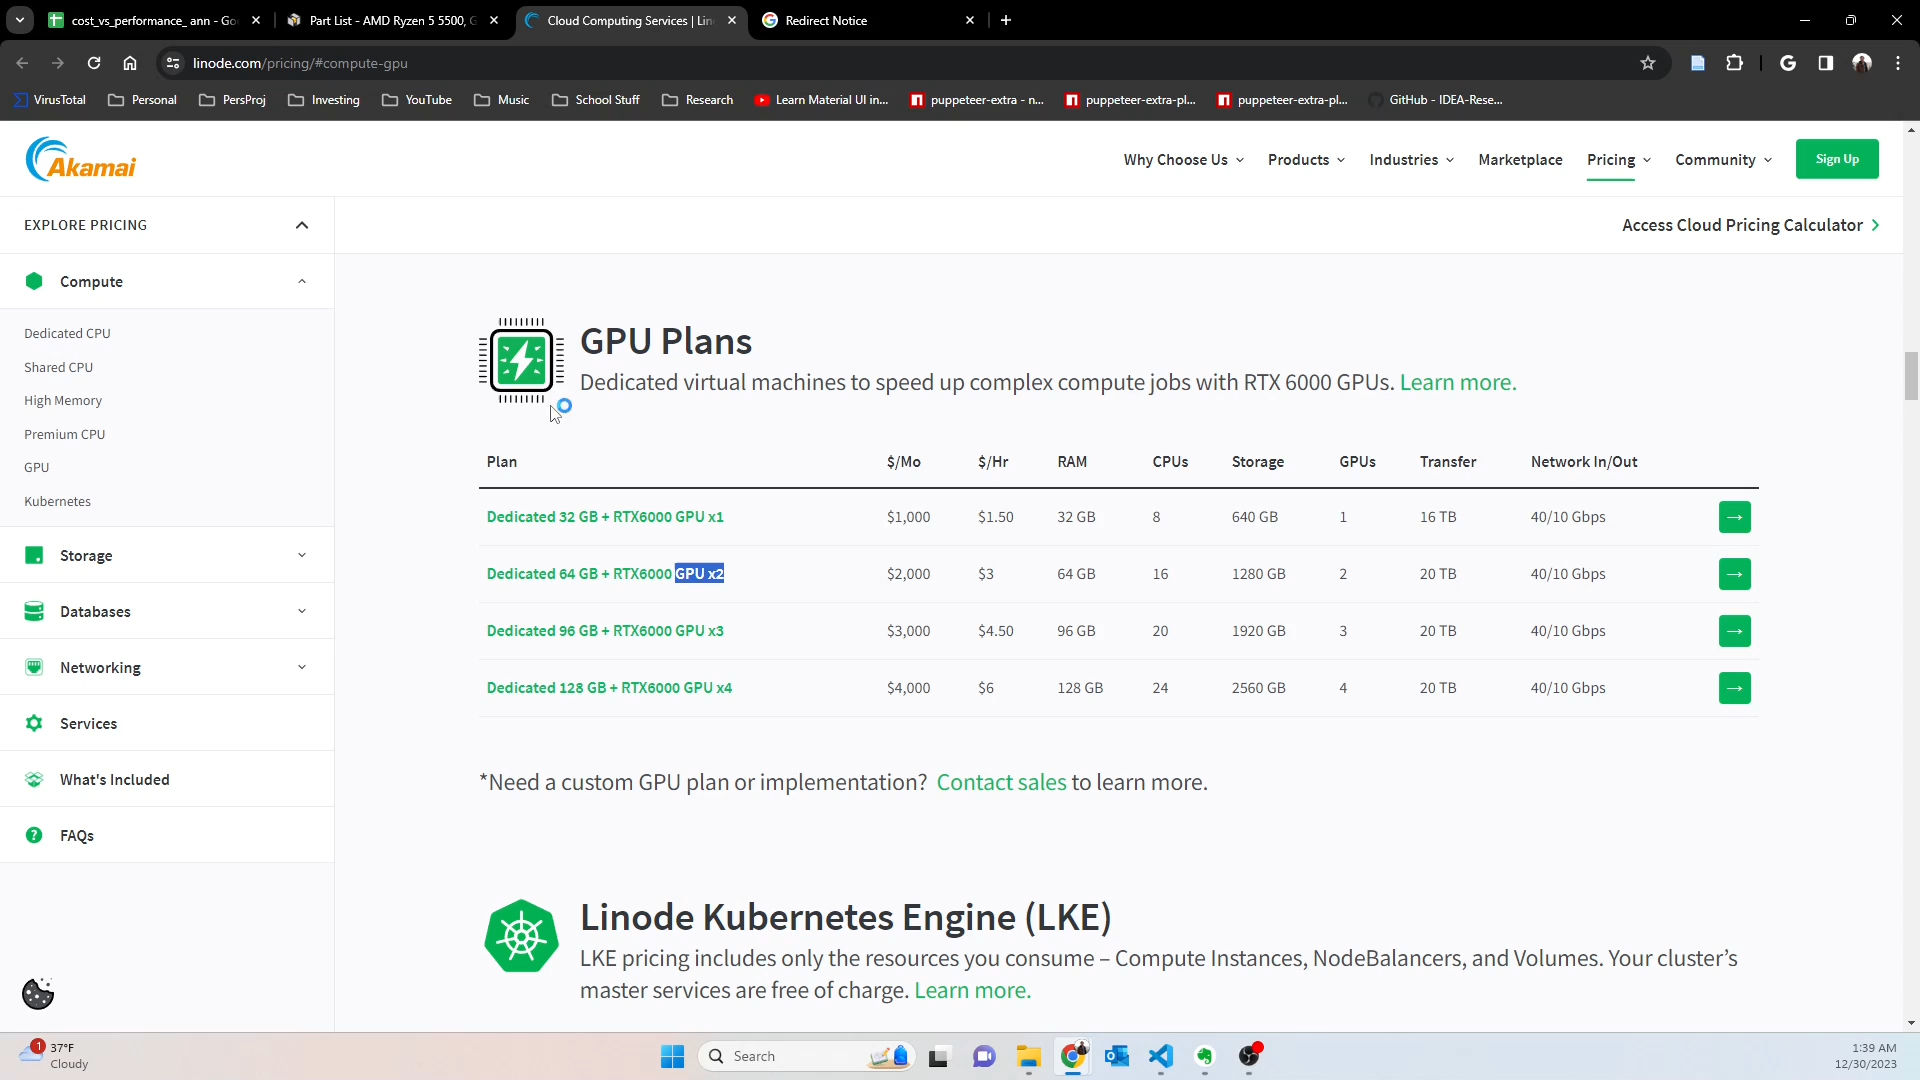 cost_vs_performance_ ann - Go
Part List - AMD Ryzen 5 5500, G
Cloud Computing Services | Lin
Redirect Notice
linode.com/pricing/#compute-gpu
VirusTotal
Personal
PersProj
Investing
YouTube
Music
School Stuff
Research
Learn Material UI in...
puppeteer-extra - n...
puppeteer-extra-pl...
puppeteer-extra-pl...
GitHub - IDEA-Rese...
Akamai
Why Choose Us
Products
Industries
Marketplace
Pricing
Community
Sign Up
EXPLORE PRICING
Access Cloud Pricing Calculator
Compute
Dedicated CPU
Shared CPU
High Memory
Premium CPU
GPU
Kubernetes
Storage
Databases
Networking
Services
What's Included
FAQs
GPU Plans
Dedicated virtual machines to speed up complex compute jobs with RTX 6000 GPUs. Learn more.
Plan $/Mo $/Hr RAM CPUs Storage GPUs Transfer Network In/Out
Dedicated 32 GB + RTX6000 GPU x1 $1,000 $1.50 32 GB 8 640 GB 1 16 TB 40/10 Gbps
Dedicated 64 GB + RTX6000 GPU x2 $2,000 $3 64 GB 16 1280 GB 2 20 TB 40/10 Gbps
Dedicated 96 GB + RTX6000 GPU x3 $3,000 $4.50 96 GB 20 1920 GB 3 20 TB 40/10 Gbps
Dedicated 128 GB + RTX6000 GPU x4 $4,000 $6 128 GB 24 2560 GB 4 20 TB 40/10 Gbps
*Need a custom GPU plan or implementation? Contact sales to learn more.
Linode Kubernetes Engine (LKE)
LKE pricing includes only the resources you consume – Compute Instances, NodeBalancers, and Volumes. Your cluster’s
master services are free of charge. Learn more.
1
37°F
Cloudy
Search
1:39 AM
12/30/2023